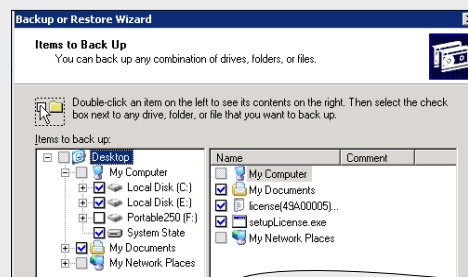 Backup or Restore Wizard
Items to Back Up
You can back up any combination of drives, folders, or files.
Double-click an item on the left to see its contents on the right. Then select the check
box next to any drive, folder, or file that you want to back up.
Items to back up:
Desktop
My Computer
Local Disk (C:)
Local Disk (E:)
Portable250 (F:)
System State
My Documents
My Network Places
Name Comment
My Computer
My Documents
license(49A00005)...
setupLicense.exe
My Network Places